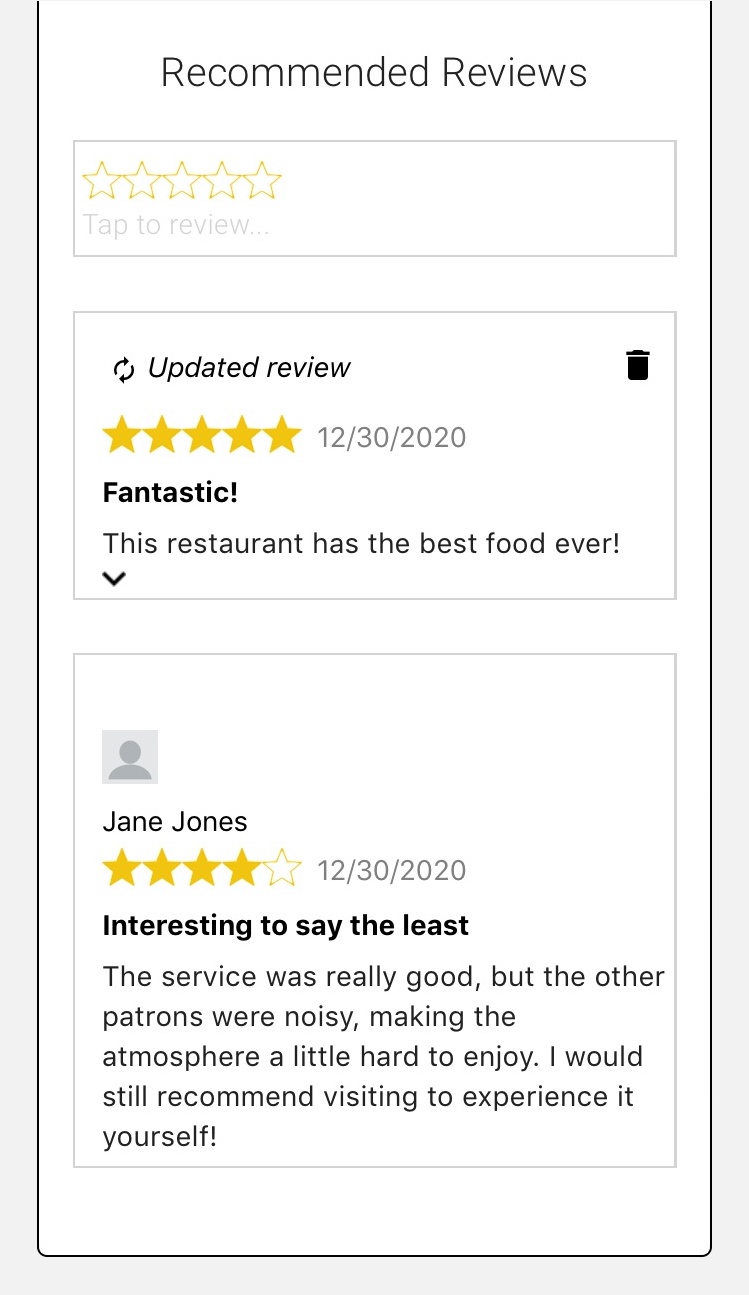 Recommended Reviews
Tap to review...
Updated review
12/30/2020
Fantastic!
This restaurant has the best food ever!
Jane Jones
12/30/2020
Interesting to say the least
The service was really good, but the other
patrons were noisy, making the
atmosphere a little hard to enjoy. I would
still recommend visiting to experience it
yourself!